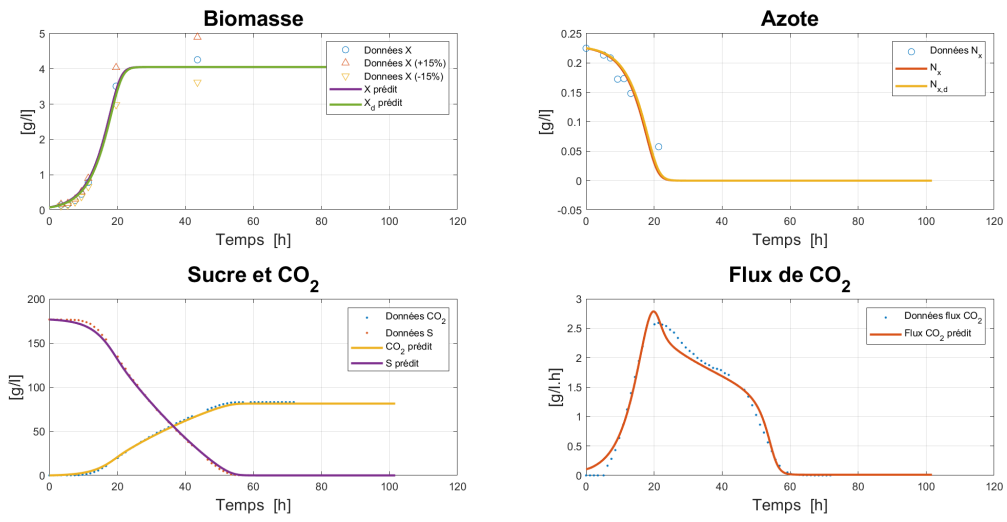 Biomasse
5
4
3
2
1
0
[g/l]
0 20 40 60 80 100 120
Temps [h]
Données X
Données X (+15%)
Donnees X (-15%)
X prédit
X_d prédit
Azote
0.25
0.2
0.15
0.1
0.05
0
-0.05
[g/l]
0 20 40 60 80 100 120
Temps [h]
Données N_x
N_x
N_x,d
Sucre et CO_2
200
150
100
50
0
[g/l]
0 20 40 60 80 100 120
Temps [h]
Données CO_2
Données S
CO_2 prédit
S prédit
Flux de CO_2
3
2.5
2
1.5
1
0.5
0
[g/l.h]
0 20 40 60 80 100 120
Temps [h]
Données flux CO_2
Flux CO_2 prédit